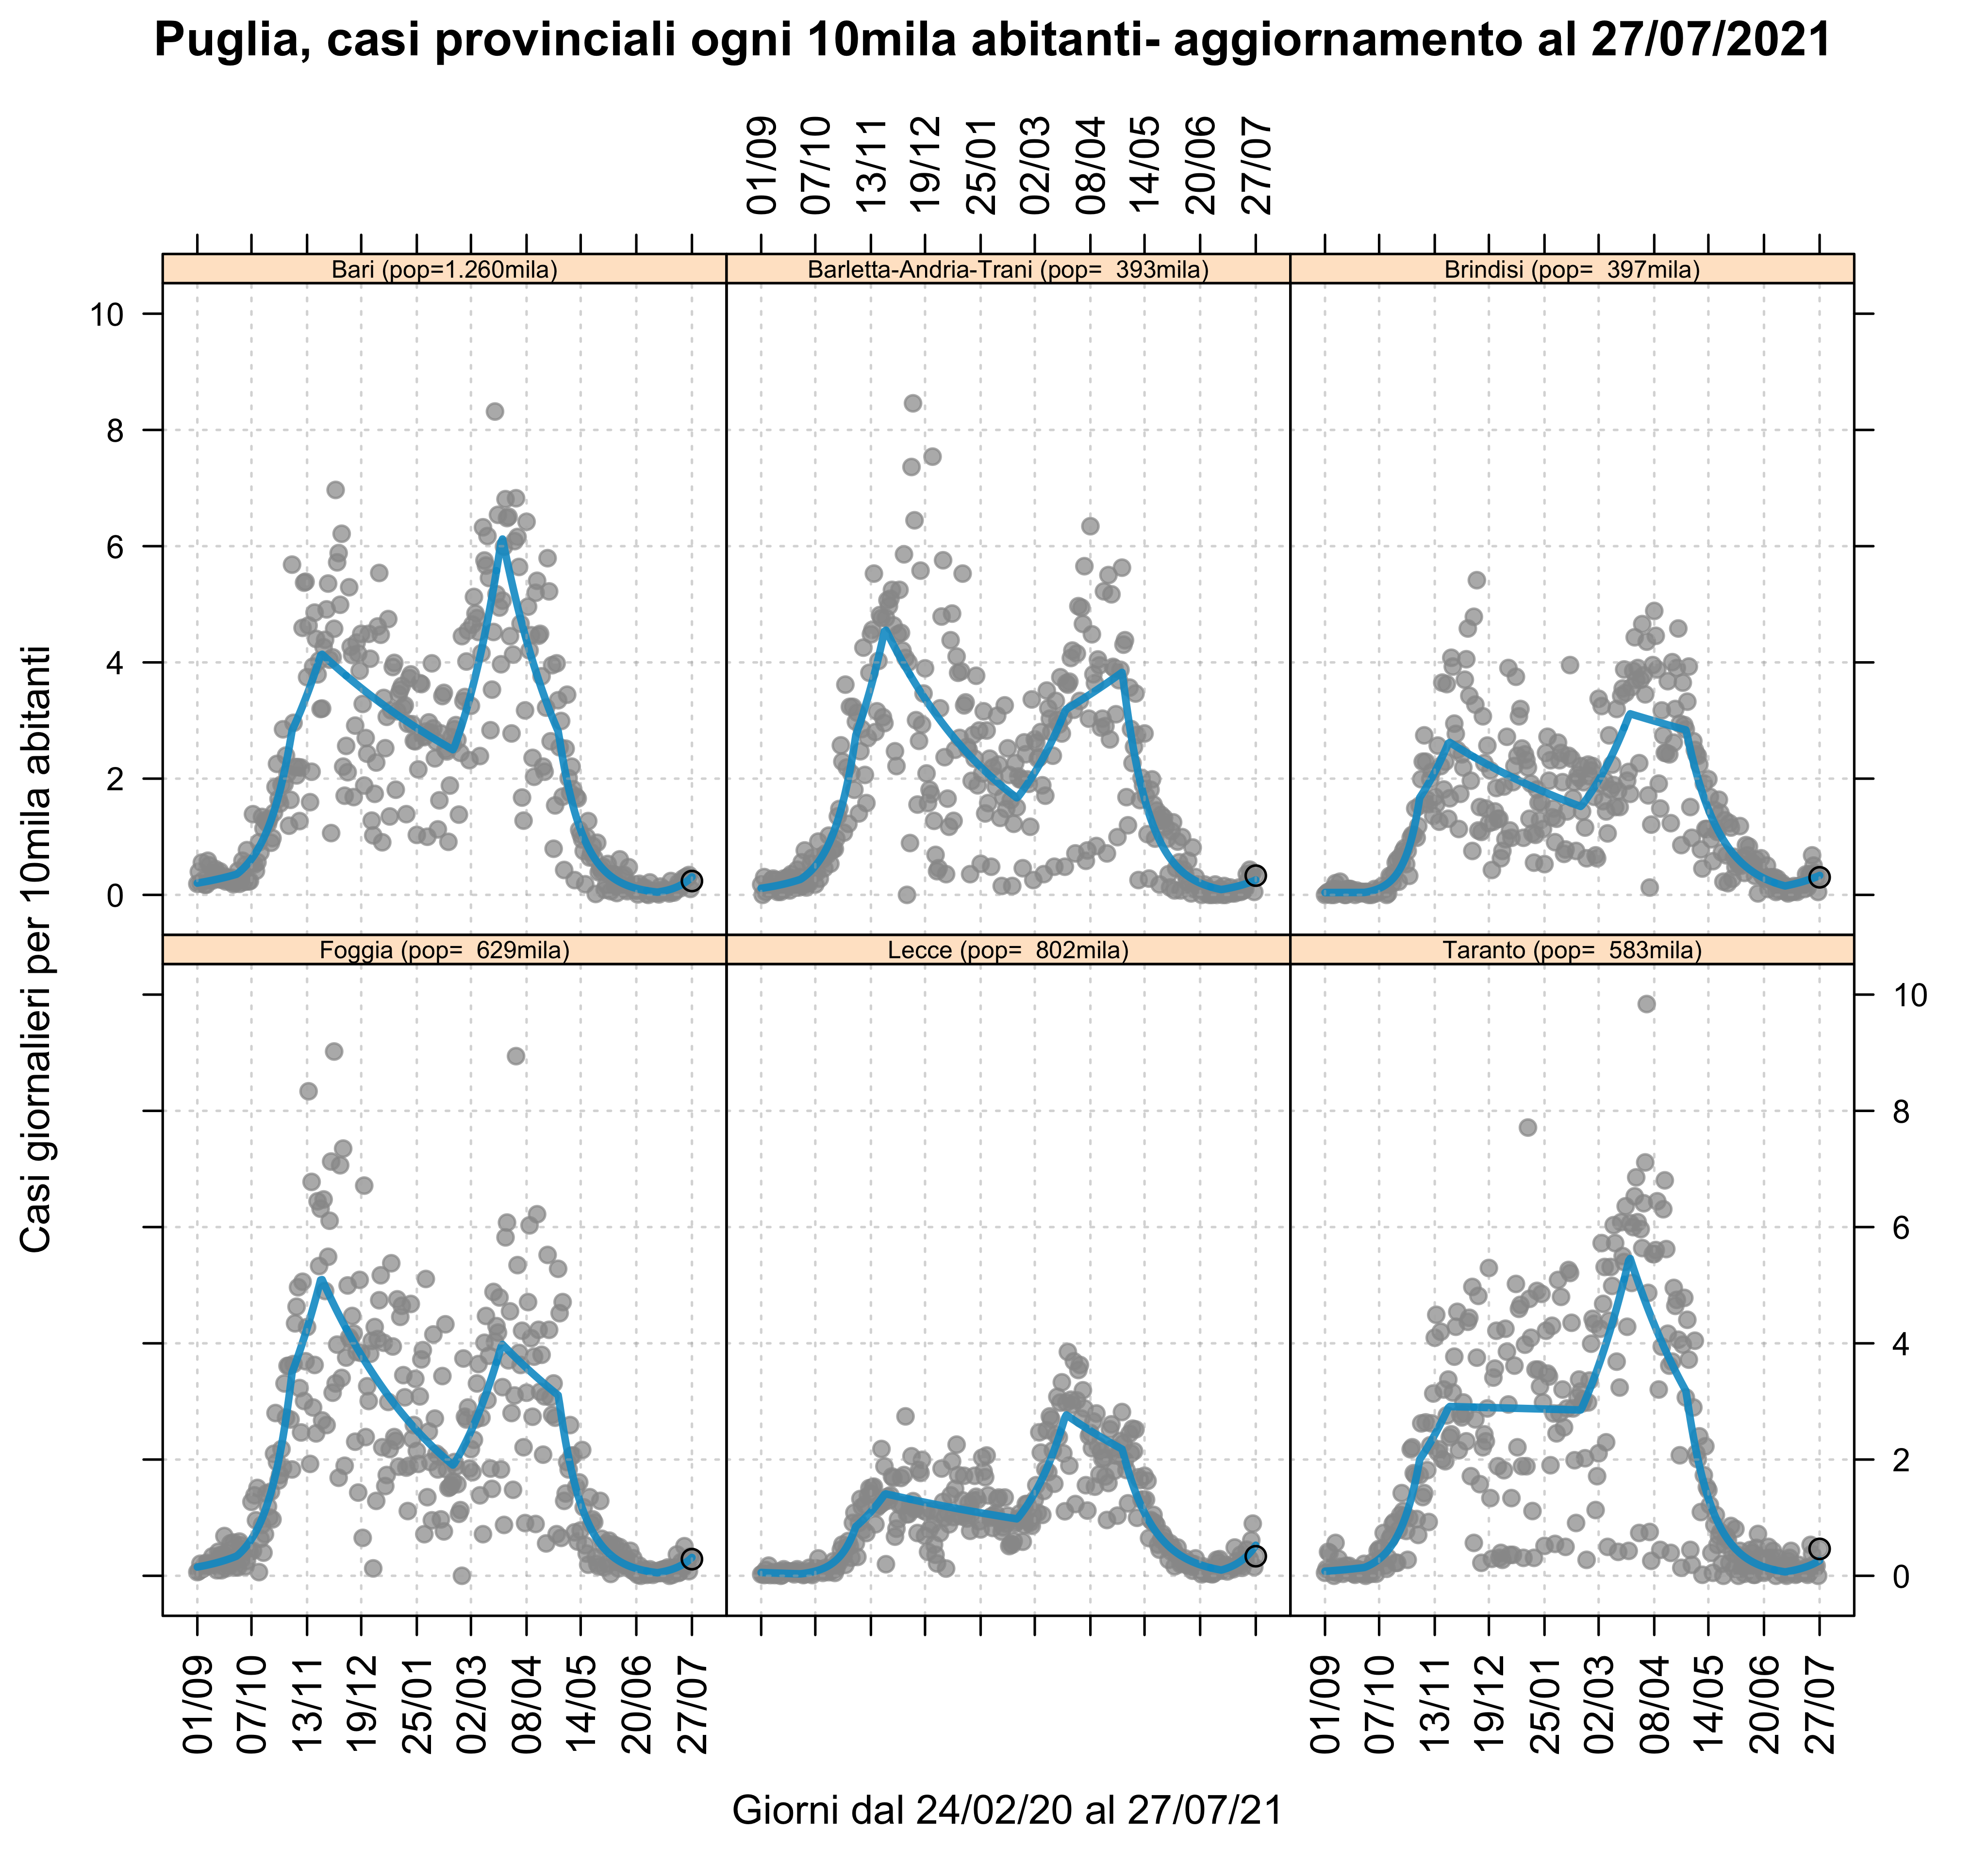 Puglia, casi provinciali ogni 10mila abitanti- aggiornamento al 27/07/2021
01/09 07/10 13/11 19/12 25/01 02/03 08/04 14/05 20/06 27/07
Bari (pop=1.260mila)
Barletta-Andria-Trani (pop= 393mila)
Brindisi (pop= 397mila)
10
8
6
4
2
0
Casi giornalieri per 10mila abitanti
Foggia (pop= 629mila)
Lecce (pop= 802mila)
Taranto (pop= 583mila)
10
8
6
4
2
0
01/09 07/10 13/11 19/12 25/01 02/03 08/04 14/05 20/06 27/07
01/09 07/10 13/11 19/12 25/01 02/03 08/04 14/05 20/06 27/07
Giorni dal 24/02/20 al 27/07/21